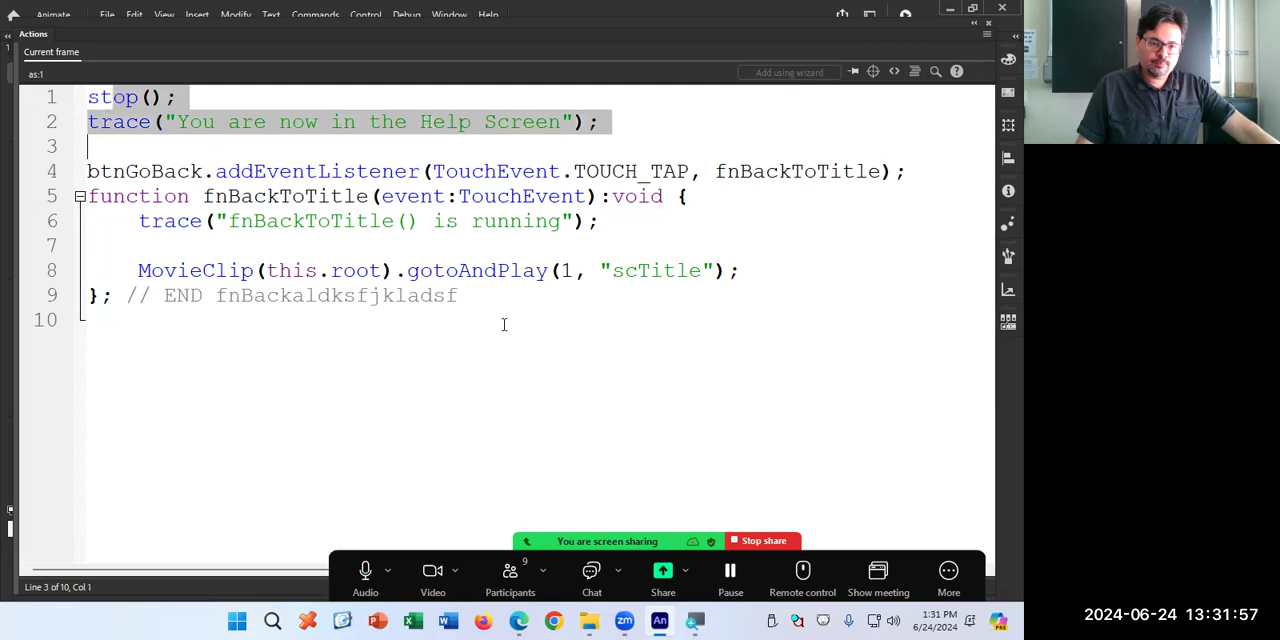 Animate File Edit View Insert Modify Text Commands Control Debug Window Help
Actions
Current frame
as:1
Add using wizard
1 stop();
2 trace("You are now in the Help Screen");
3
4 btnGoBack.addEventListener(TouchEvent.TOUCH_TAP, fnBackToTitle);
5 function fnBackToTitle(event:TouchEvent):void {
6 trace("fnBackToTitle() is running");
7
8 MovieClip(this.root).gotoAndPlay(1, "scTitle");
9 }; // END fnBackaldksfjkladsf
10
You are screen sharing Stop share
9
Audio Video Participants Chat Share Pause Remote control Show meeting More
Line 3 of 10, Col 1
1:31 PM
6/24/2024
2024-06-24 13:31:57